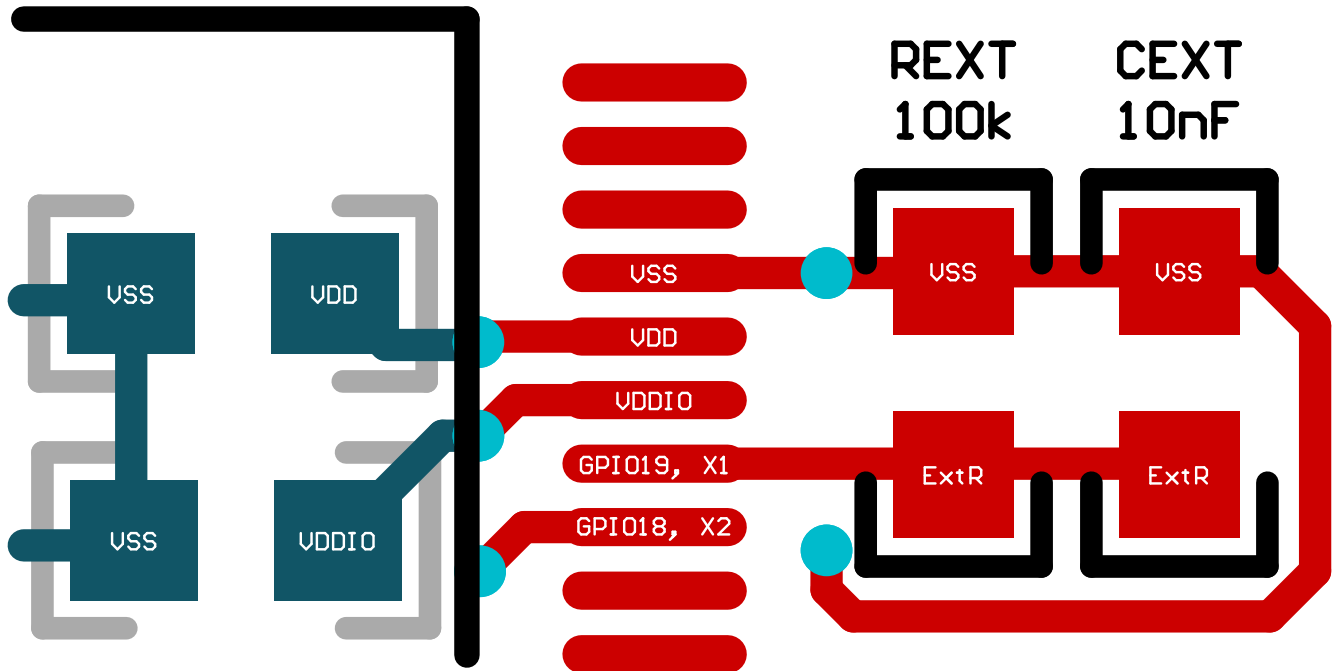 REXT
100k
CEXT
10nF
VSS
VDD
VSS
VSS
VSS
VDD
VDDIO
GPIO19, X1
ExtR
ExtR
GPIO18, X2
VSS
VDDIO